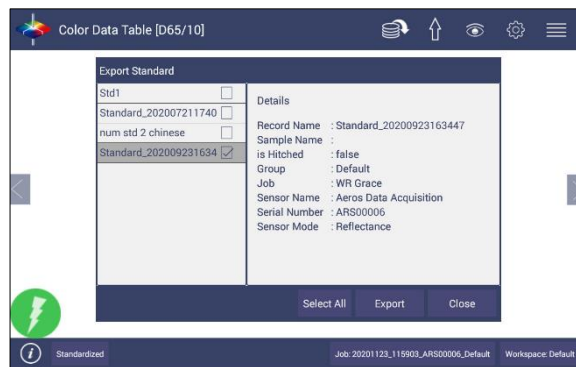 Color Data Table [D65/10]
Export Standard
Std1
Standard_202007211740
num std 2 chinese
Standard_202009231634
Details
Record Name : Standard_20200923163447
Sample Name :
is Hitched : false
Group : Default
Job : WR Grace
Sensor Name : Aeros Data Acquisition
Serial Number : ARS00006
Sensor Mode : Reflectance
Select All Export Close
i Standardized Job: 20201123_115903_ARS00006_Default Workspace: Default